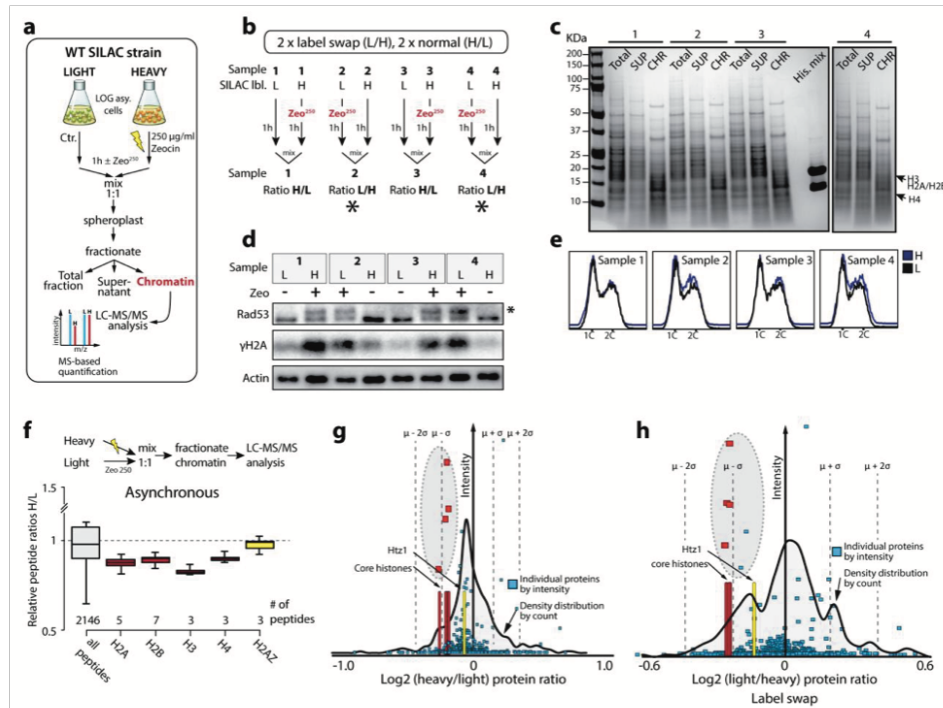 a
WT SILAC strain
LIGHT
HEAVY
LOG asy.
cells
Ctr.
250 µg/ml
Zeocin
1h ± Zeo250
mix
1:1
spheroplast
fractionate
Total
fraction
Super-
natant
Chromatin
LC-MS/MS
analysis
intensity
L
H
L H
m/z
MS-based
quantification
b
2 x label swap (L/H), 2 x normal (H/L)
Sample
1 1 2 2 3 3 4 4
SILAC lbl.
L H L H L H L H
Zeo250 Zeo250 Zeo250 Zeo250
1h 1h 1h 1h
mix mix mix mix
Sample
1 2 3 4
Ratio H/L Ratio L/H Ratio H/L Ratio L/H
* *
c
1 2 3 4
KDa
Total SUP CHR Total SUP CHR Total SUP CHR His. mix Total SUP CHR
200
150
100
75
50
37
25
20
15
10
H3
H2A/H2B
H4
d
Sample
1 2 3 4
L H L H L H L H
Zeo - + + - - + + -
Rad53
*
γH2A
Actin
e
Sample 1 Sample 2 Sample 3 Sample 4
H
L
1C 2C 1C 2C 1C 2C 1C 2C
f
Heavy
Light
Zeo 250
mix
1:1
fractionate
chromatin
LC-MS/MS
analysis
Asynchronous
Relative peptide ratios H/L
1.5
1
0.5
2146 5 7 3 3 3
# of
peptides
all
peptides
H2A
H2B
H3
H4
H2AZ
g
μ - 2σ μ - σ μ + σ μ + 2σ
Intensity
Htz1
Core histones
Individual proteins
by intensity
Density distribution
by count
-1.0 0 1.0
Log2 (heavy/light) protein ratio
h
μ - 2σ μ - σ μ + σ μ + 2σ
Intensity
Htz1
core histones
Individual proteins
by intensity
Density distribution
by count
-0.6 0 0.6
Log2 (light/heavy) protein ratio
Label swap